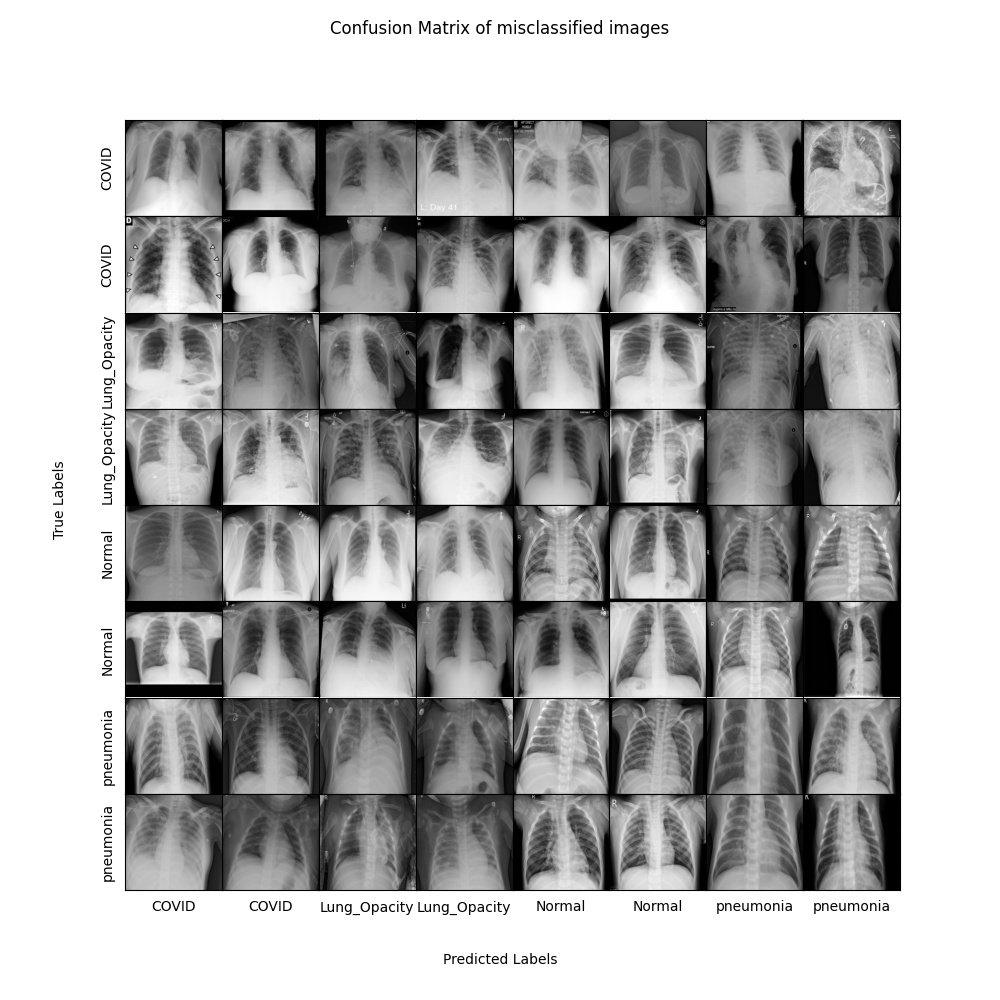 Confusion Matrix of misclassified images
True Labels
COVID
COVID
Lung_Opacity
Lung_Opacity
Normal
Normal
pneumonia
pneumonia
L: Day 41
D
R
COVID
COVID
Lung_Opacity
Lung_Opacity
Normal
Normal
pneumonia
pneumonia
Predicted Labels